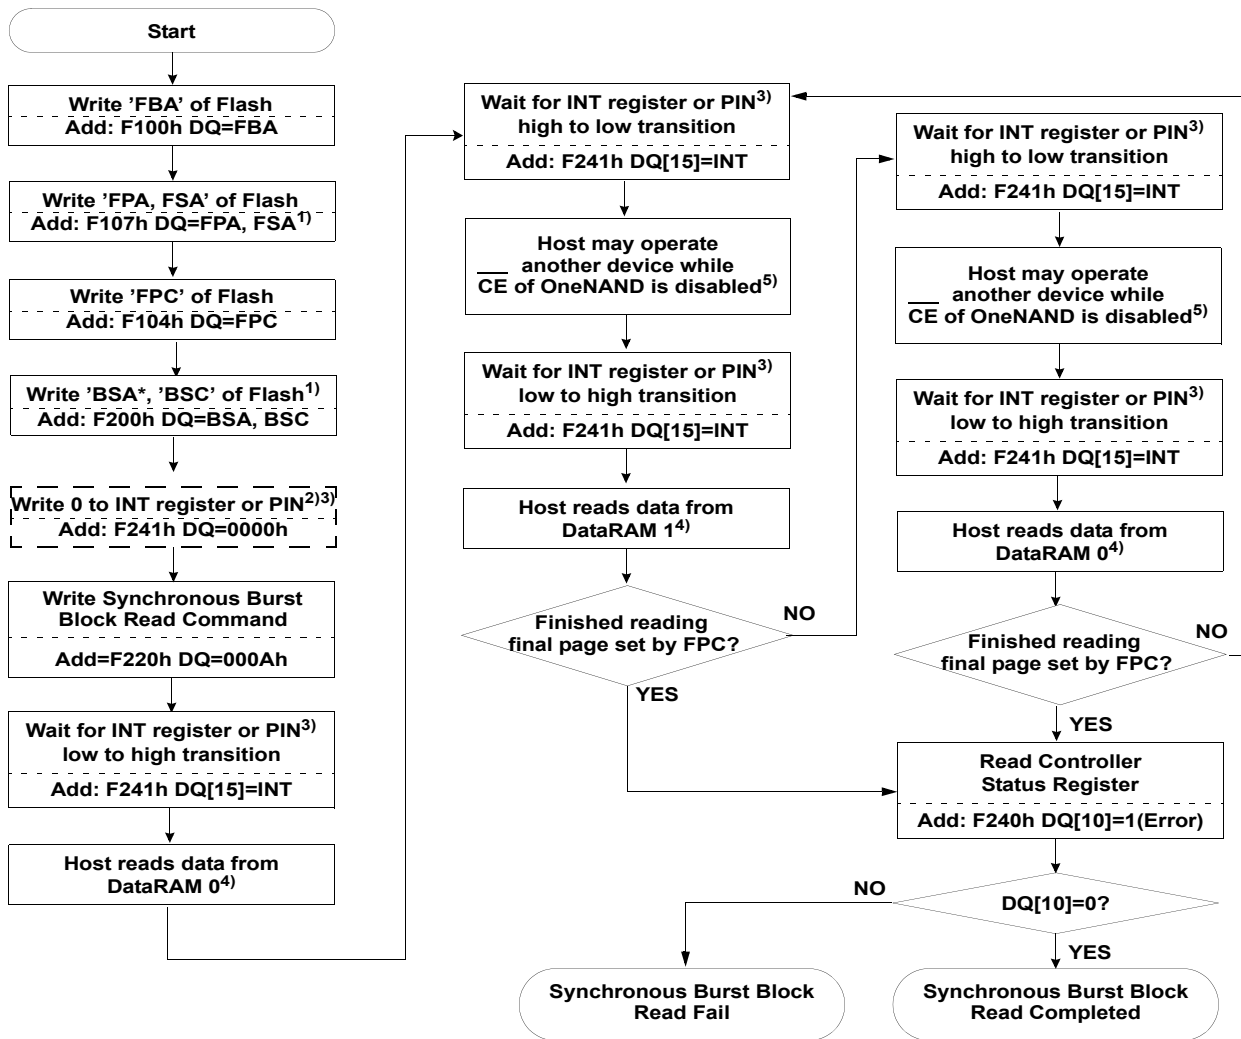 Start
Write ’FBA’ of Flash
Add: F100h DQ=FBA
Write ’FPA, FSA’ of Flash
Add: F107h DQ=FPA, FSA1)
Write ’FPC’ of Flash
Add: F104h DQ=FPC
Write ’BSA*, ’BSC’ of Flash1)
Add: F200h DQ=BSA, BSC
Write 0 to INT register or PIN2)3)
Add: F241h DQ=0000h
Write Synchronous Burst
Block Read Command
Add=F220h DQ=000Ah
Wait for INT register or PIN3)
low to high transition
Add: F241h DQ[15]=INT
Host reads data from
DataRAM 04)
Wait for INT register or PIN3)
high to low transition
Add: F241h DQ[15]=INT
Host may operate
another device while
CE of OneNAND is disabled5)
Wait for INT register or PIN3)
low to high transition
Add: F241h DQ[15]=INT
Host reads data from
DataRAM 14)
Finished reading
final page set by FPC?
NO
YES
Wait for INT register or PIN3)
high to low transition
Add: F241h DQ[15]=INT
Host may operate
another device while
CE of OneNAND is disabled5)
Wait for INT register or PIN3)
low to high transition
Add: F241h DQ[15]=INT
Host reads data from
DataRAM 04)
Finished reading
final page set by FPC?
NO
YES
Read Controller
Status Register
Add: F240h DQ[10]=1(Error)
DQ[10]=0?
NO
YES
Synchronous Burst Block
Read Fail
Synchronous Burst Block
Read Completed